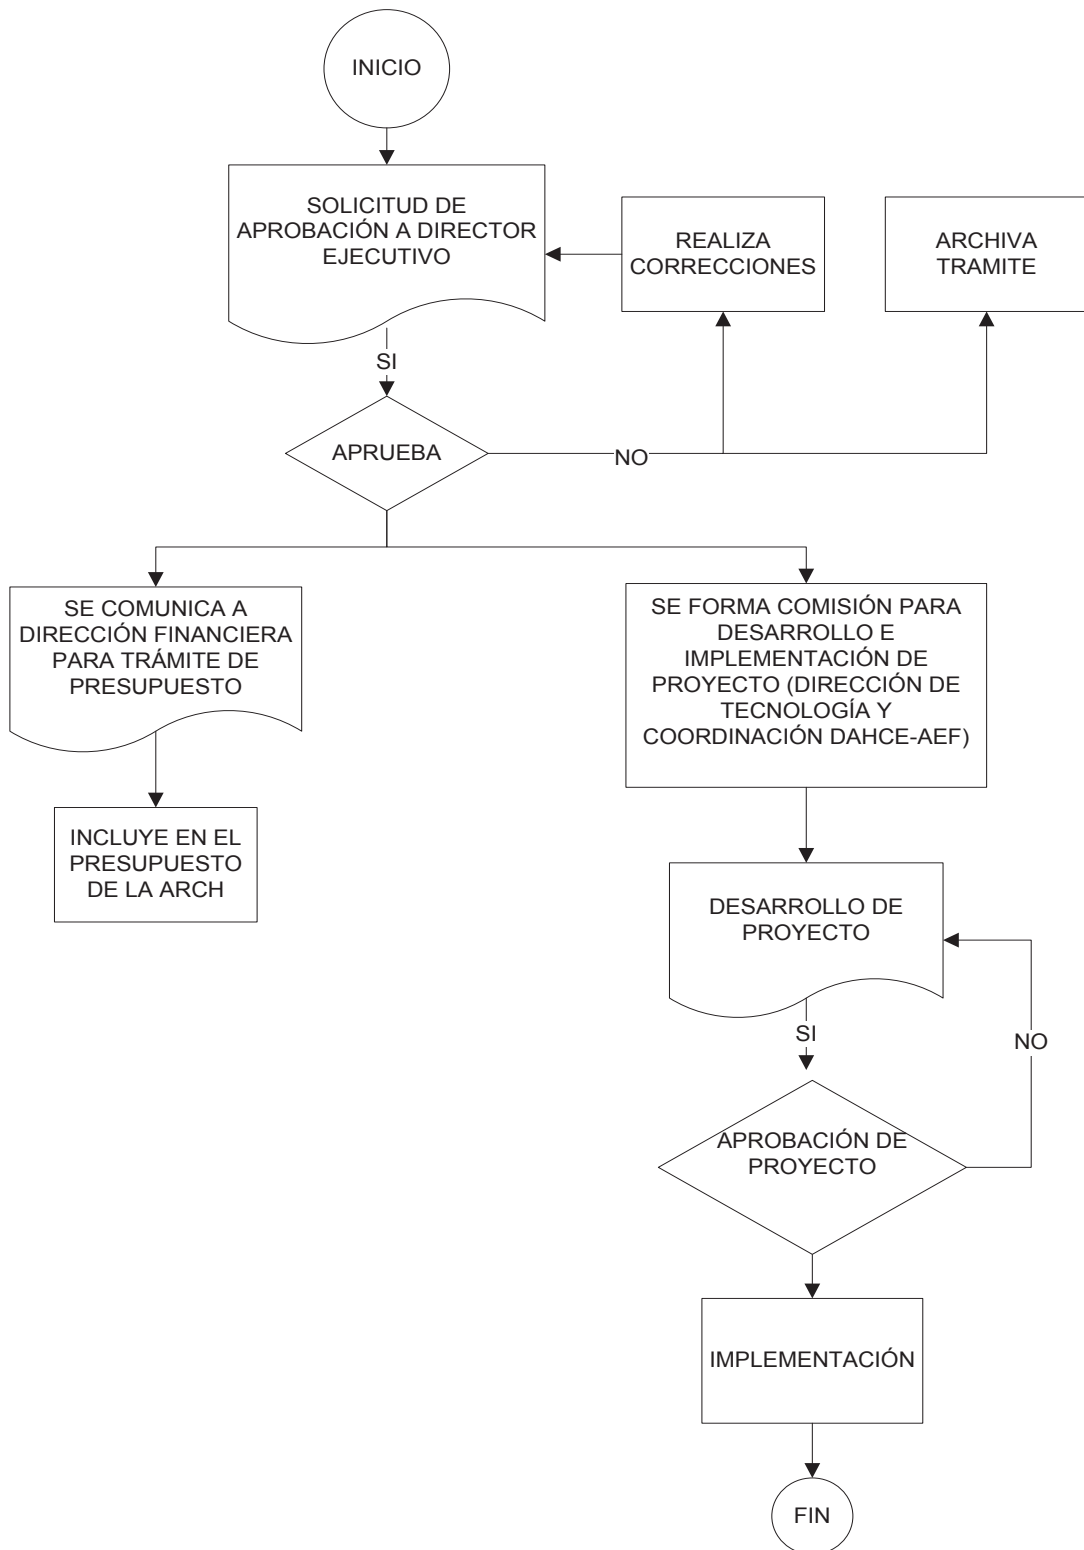 INICIO
SOLICITUD DE
APROBACIÓN A DIRECTOR
EJECUTIVO
REALIZA
CORRECCIONES
ARCHIVA
TRAMITE
SI
APRUEBA
NO
SE COMUNICA A
DIRECCIÓN FINANCIERA
PARA TRÁMITE DE
PRESUPUESTO
SE FORMA COMISIÓN PARA
DESARROLLO E
IMPLEMENTACIÓN DE
PROYECTO (DIRECCIÓN DE
TECNOLOGÍA Y
COORDINACIÓN DAHCE-AEF)
INCLUYE EN EL
PRESUPUESTO
DE LA ARCH
DESARROLLO DE
PROYECTO
SI
NO
APROBACIÓN DE
PROYECTO
IMPLEMENTACIÓN
FIN